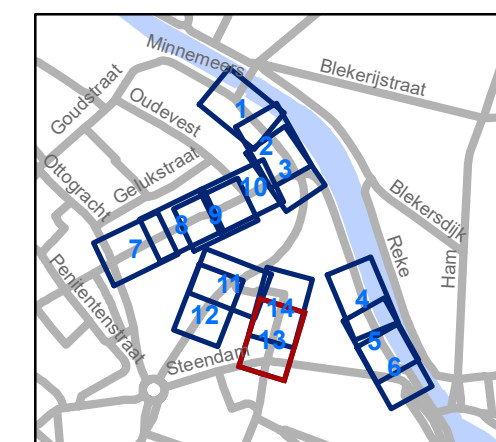 Minnemeers
Blekerijstraat
Goudstraat
Oudevest
1
2
Ottogracht
Gelukstraat
3
10
Blekersdijk
9
8
7
Reke
Ham
Penitentenstraat
11
4
14
12
13
5
Steendam
6